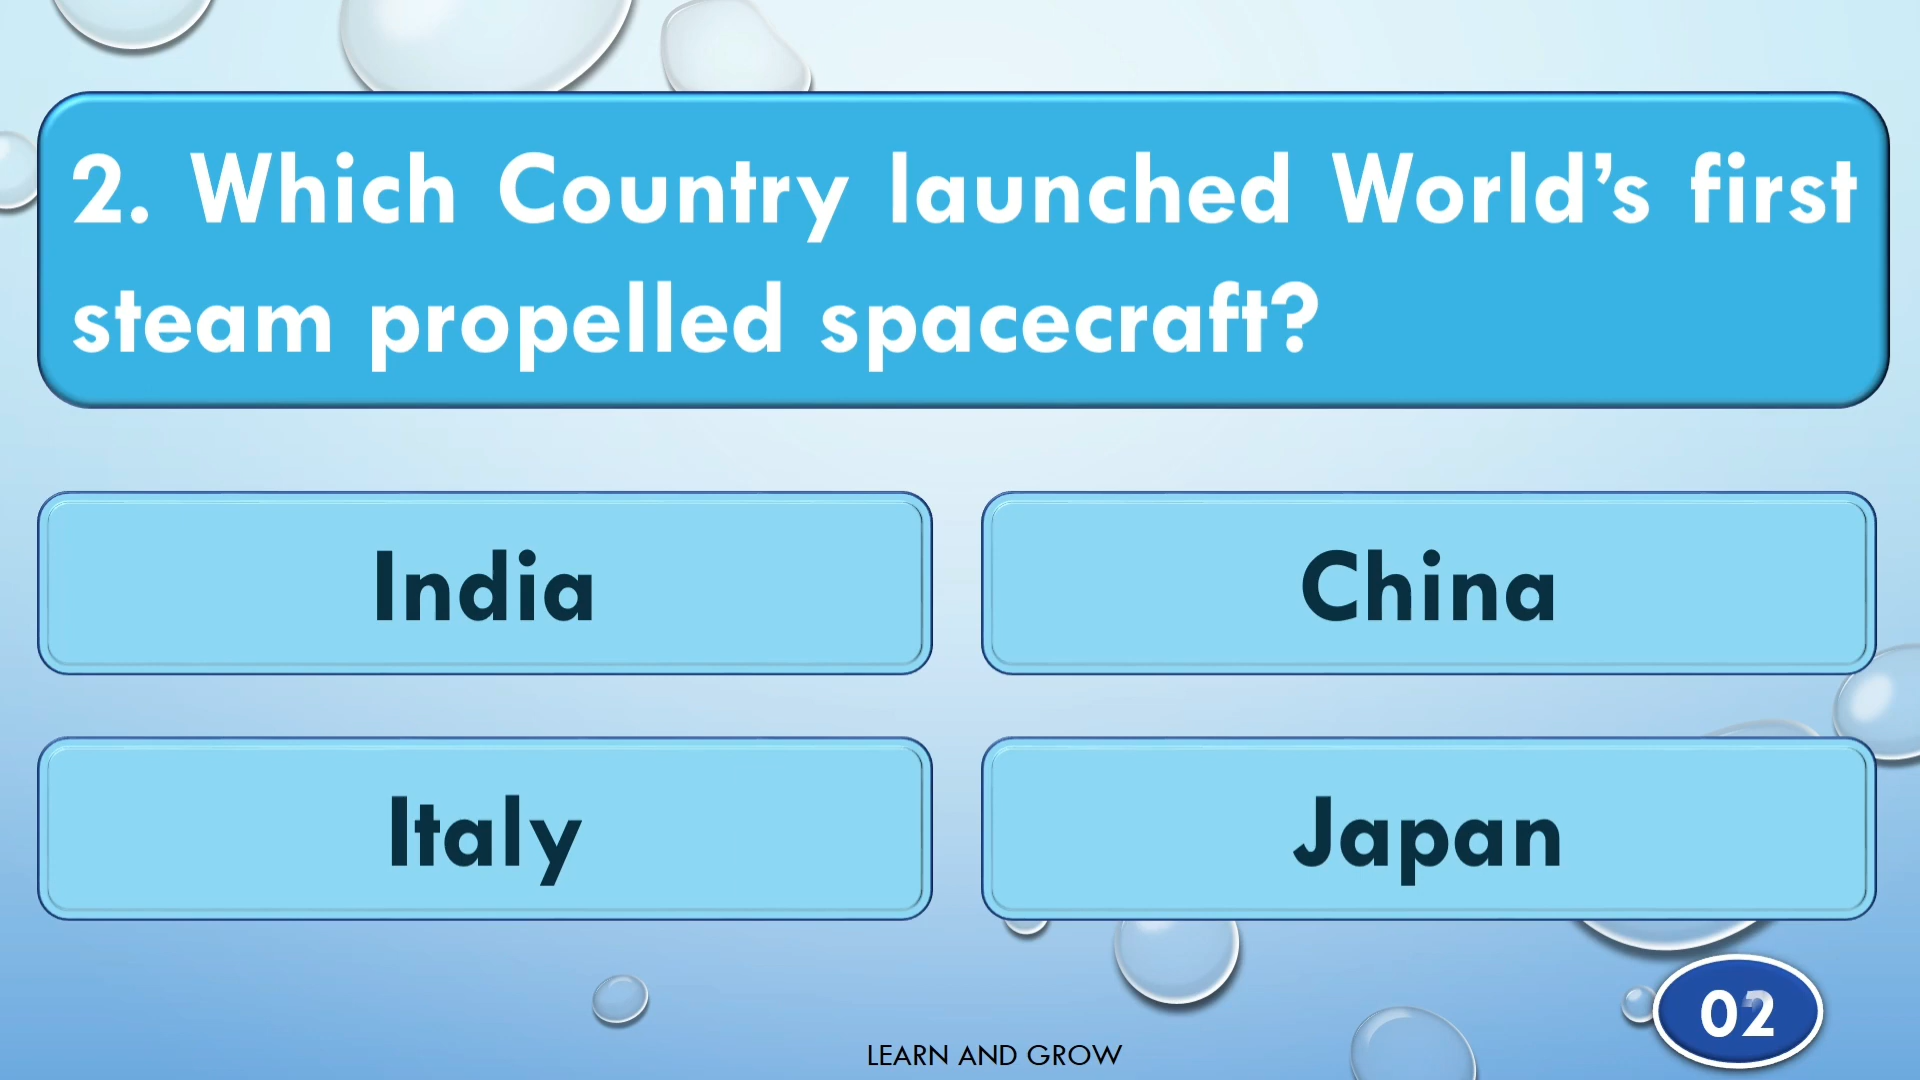 2. Which Country launched World’s first
steam propelled spacecraft?
India
China
Italy
Japan
02
LEARN AND GROW